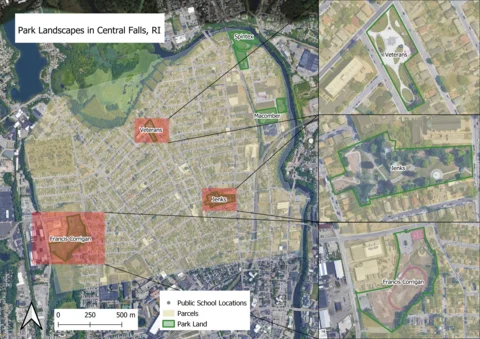 Park Landscapes in Central Falls, RI
Spintex
Macomber
Veterans
Jenks
Francis Corrigan
Veterans
Jenks
Francis Corrigan
Public School Locations
Parcels
Park Land
0 250 500 m